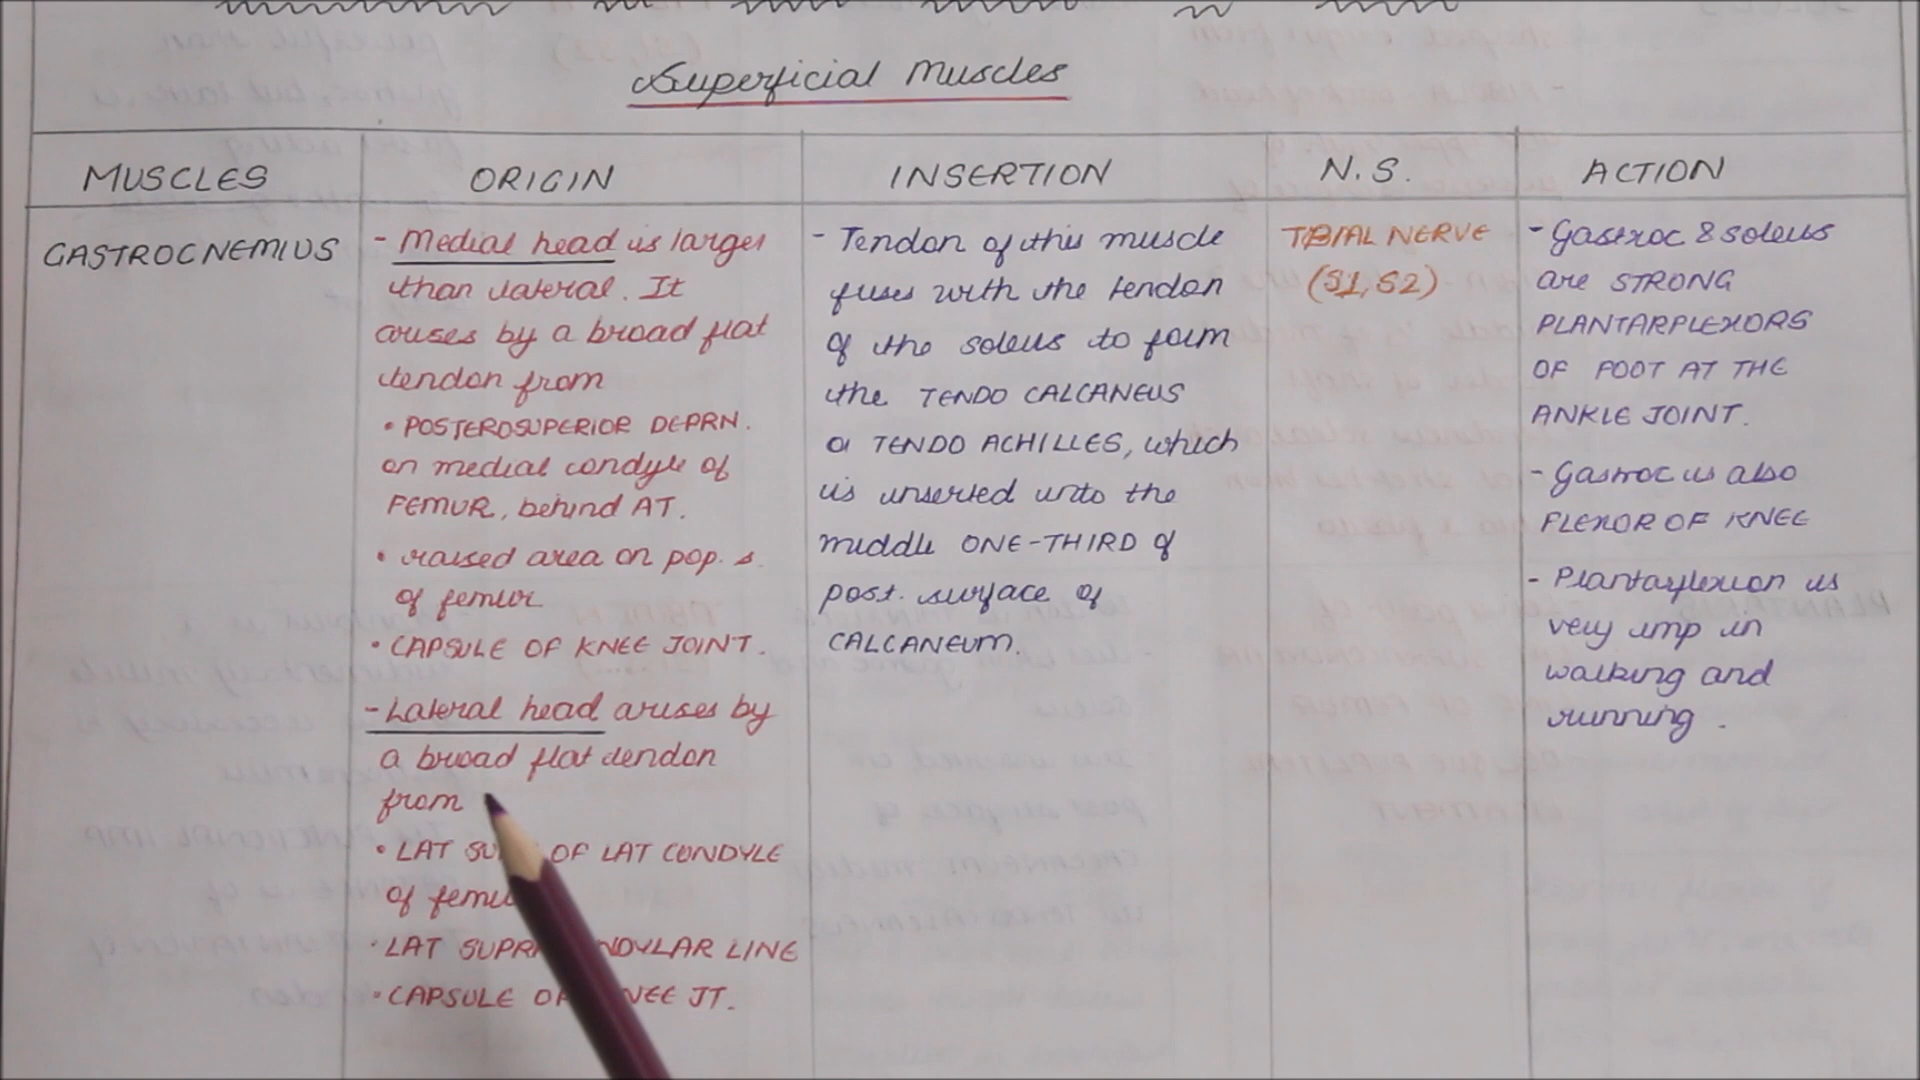 Superficial Muscles
MUSCLES
ORIGIN
INSERTION
N.S.
ACTION
GASTROCNEMIUS
- Medial head is larger
than lateral. It
arises by a broad flat
tendon from
• POSTEROSUPERIOR DEPRN.
on medial condyle of
FEMUR, behind AT.
• raised area on pop. s.
of femur
• CAPSULE OF KNEE JOINT.
- Lateral head arises by
a broad flat tendon
from
• LAT OF LAT CONDYLE
of
• LAT LINE
• CAPSULE JT.
- Tendon of this muscle
fuses with the tendon
of the soleus to form
the TENDO CALCANEUS
or TENDO ACHILLES, which
is inserted into the
middle ONE-THIRD of
post. surface of
CALCANEUM.
TIBIAL NERVE
(S1, S2)
- Gastroc & soleus
are STRONG
PLANTARFLEXORS
OF FOOT AT THE
ANKLE JOINT.
- Gastroc is also
FLEXOR OF KNEE
- Plantarflexion is
very imp in
walking and
running.